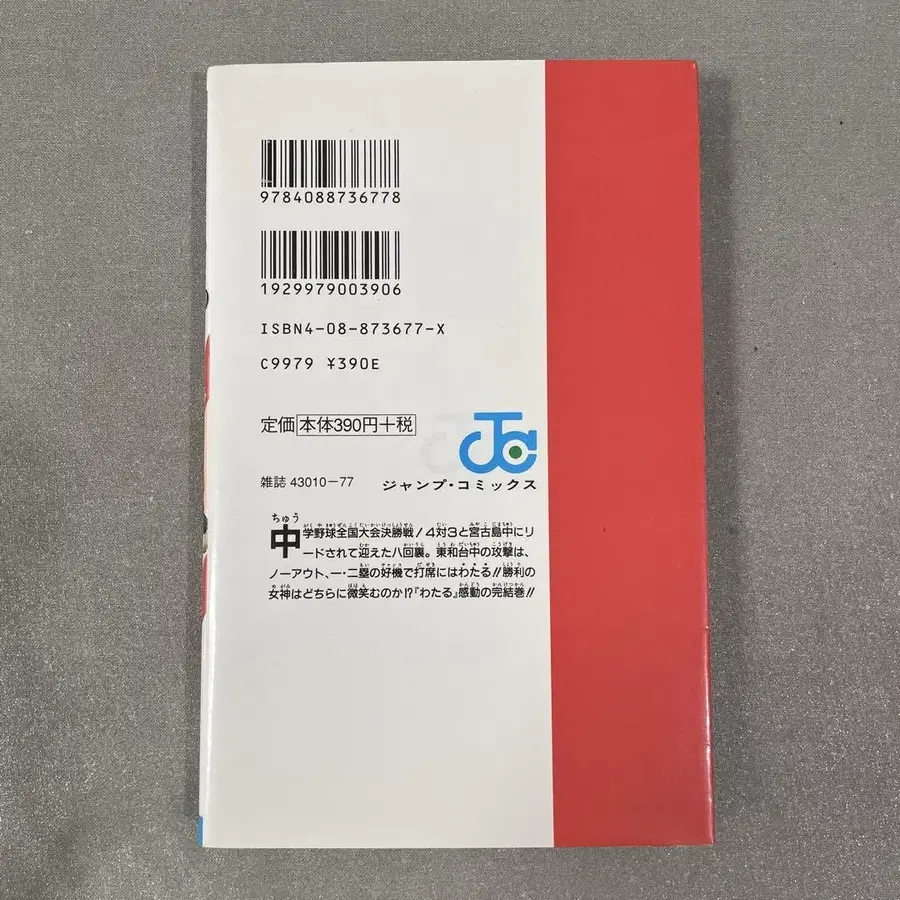 9784088736778
1929979003906
ISBN4-08-873677-X
C9979 ¥390E
定価 本体390円+税
雑誌 43010-77
ジャンプ・コミックス
中学野球全国大会決勝戦!4対3と宮古島中にリ
ードされて迎えた八回裏。東和台中の攻撃は、
ノーアウト、一・二塁の好機で打席にはわたる!!勝利の
女神はどちらに微笑むのか!?『わたる』感動の完結巻!!